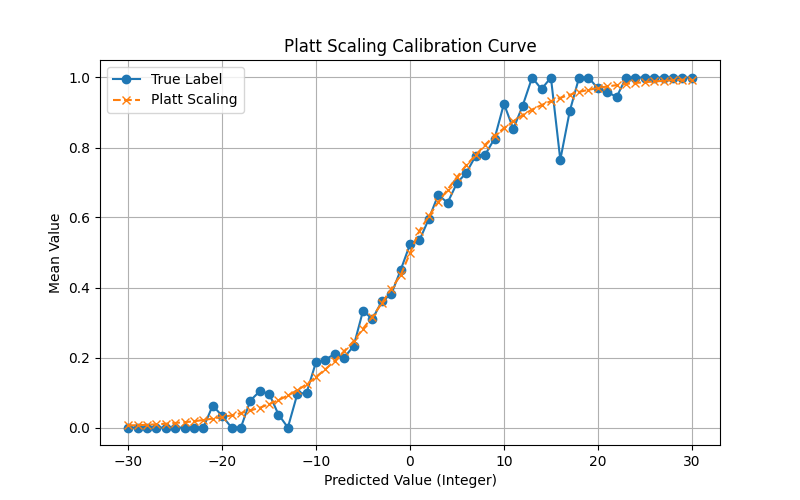 Platt Scaling Calibration Curve
True Label
Platt Scaling
Mean Value
1.0
0.8
0.6
0.4
0.2
0.0
−30 −20 −10 0 10 20 30
Predicted Value (Integer)